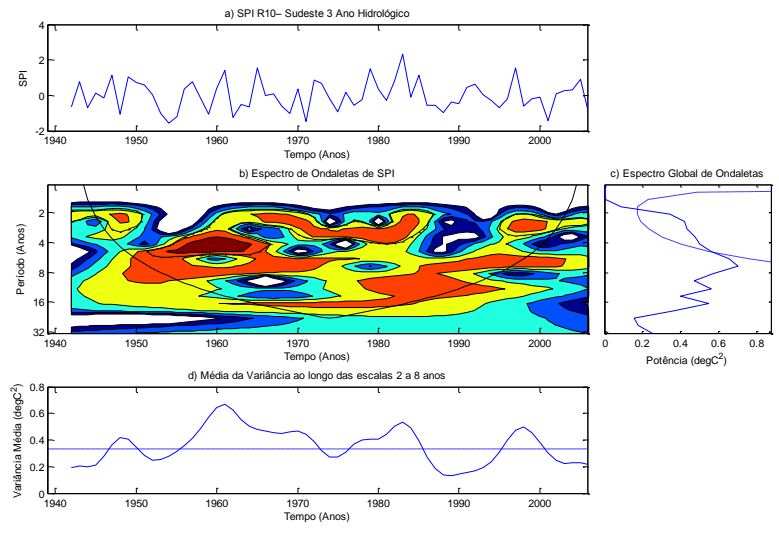 a) SPI R10– Sudeste 3 Ano Hidrológico
4
2
0
-2
SPI
1940 1950 1960 1970 1980 1990 2000
Tempo (Anos)
b) Espectro de Ondaletas de SPI
2
4
8
16
32
Período (Anos)
1940 1950 1960 1970 1980 1990 2000
Tempo (Anos)
c) Espectro Global de Ondaletas
0 0.2 0.4 0.6 0.8
Potência (degC2)
d) Média da Variância ao longo das escalas 2 a 8 anos
0.8
0.6
0.4
0.2
0
Variância Média (degC2)
1940 1950 1960 1970 1980 1990 2000
Tempo (Anos)